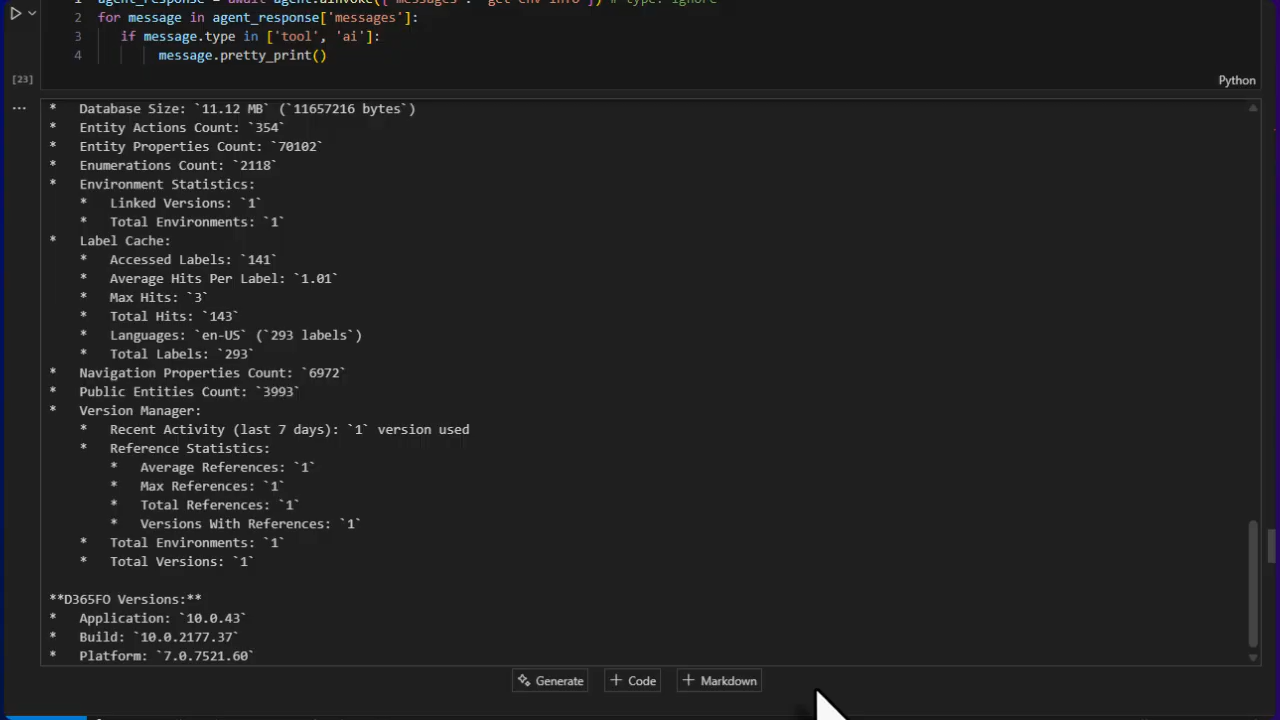 1 agent_response = await agent.ainvoke({"messages": "get env info"}) # type: ignore
2 for message in agent_response['messages']:
3 if message.type in ['tool', 'ai']:
4 message.pretty_print()
[23]
Python
* Database Size: `11.12 MB` (`11657216 bytes`)
* Entity Actions Count: `354`
* Entity Properties Count: `70102`
* Enumerations Count: `2118`
* Environment Statistics:
* Linked Versions: `1`
* Total Environments: `1`
* Label Cache:
* Accessed Labels: `141`
* Average Hits Per Label: `1.01`
* Max Hits: `3`
* Total Hits: `143`
* Languages: `en-US` (`293 labels`)
* Total Labels: `293`
* Navigation Properties Count: `6972`
* Public Entities Count: `3993`
* Version Manager:
* Recent Activity (last 7 days): `1` version used
* Reference Statistics:
* Average References: `1`
* Max References: `1`
* Total References: `1`
* Versions With References: `1`
* Total Environments: `1`
* Total Versions: `1`
**D365FO Versions:**
* Application: `10.0.43`
* Build: `10.0.2177.37`
* Platform: `7.0.7521.60`
Generate
+ Code
+ Markdown